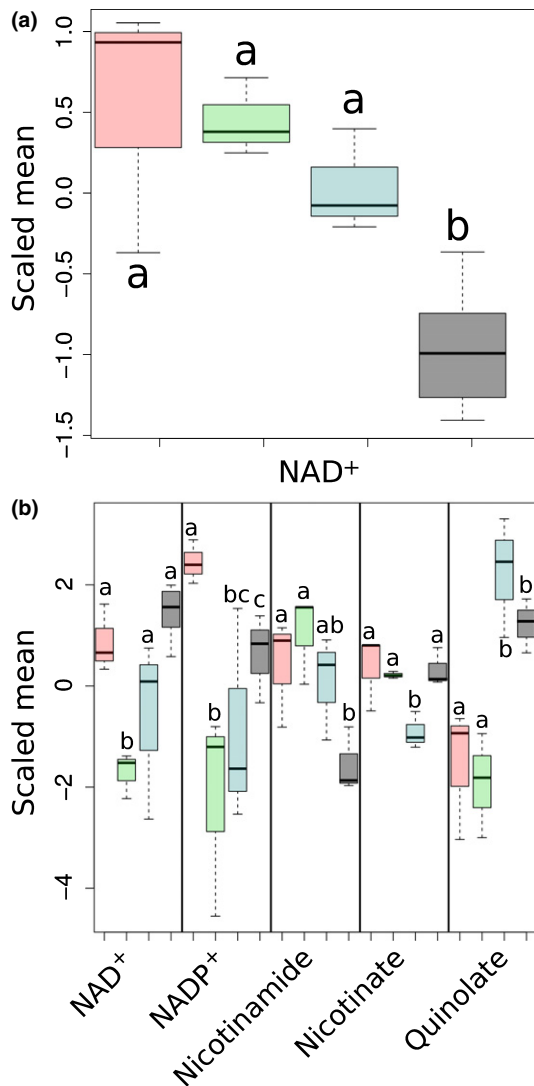 (a)
Scaled mean
1.0
0.5
0.0
−0.5
−1.0
−1.5
a
a
a
b
NAD+
(b)
Scaled mean
2
0
−2
−4
a
b
a
a
a
b
bc
c
a
a
ab
b
a
a
b
a
a
a
b
b
NAD+
NADP+
Nicotinamide
Nicotinate
Quinolate